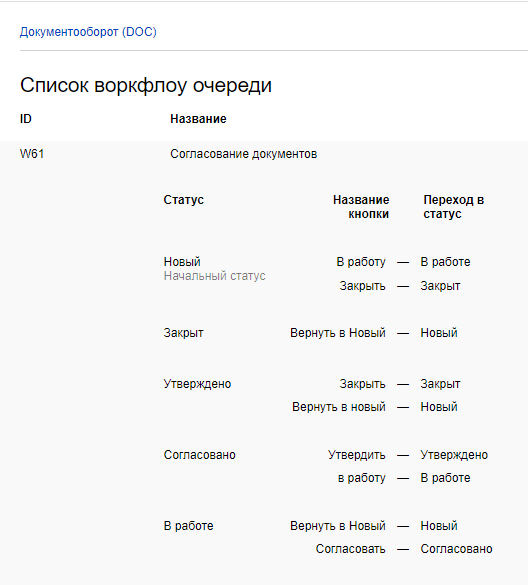 Документооборот (DOC)
Список воркфлоу очереди
ID Название
W61 Согласование документов
Статус Название кнопки Переход в статус
Новый В работу — В работе
Начальный статус
Закрыть — Закрыт
Закрыт Вернуть в Новый — Новый
Утверждено Закрыть — Закрыт
Вернуть в новый — Новый
Согласовано Утвердить — Утверждено
в работу — В работе
В работе Вернуть в Новый — Новый
Согласовать — Согласовано